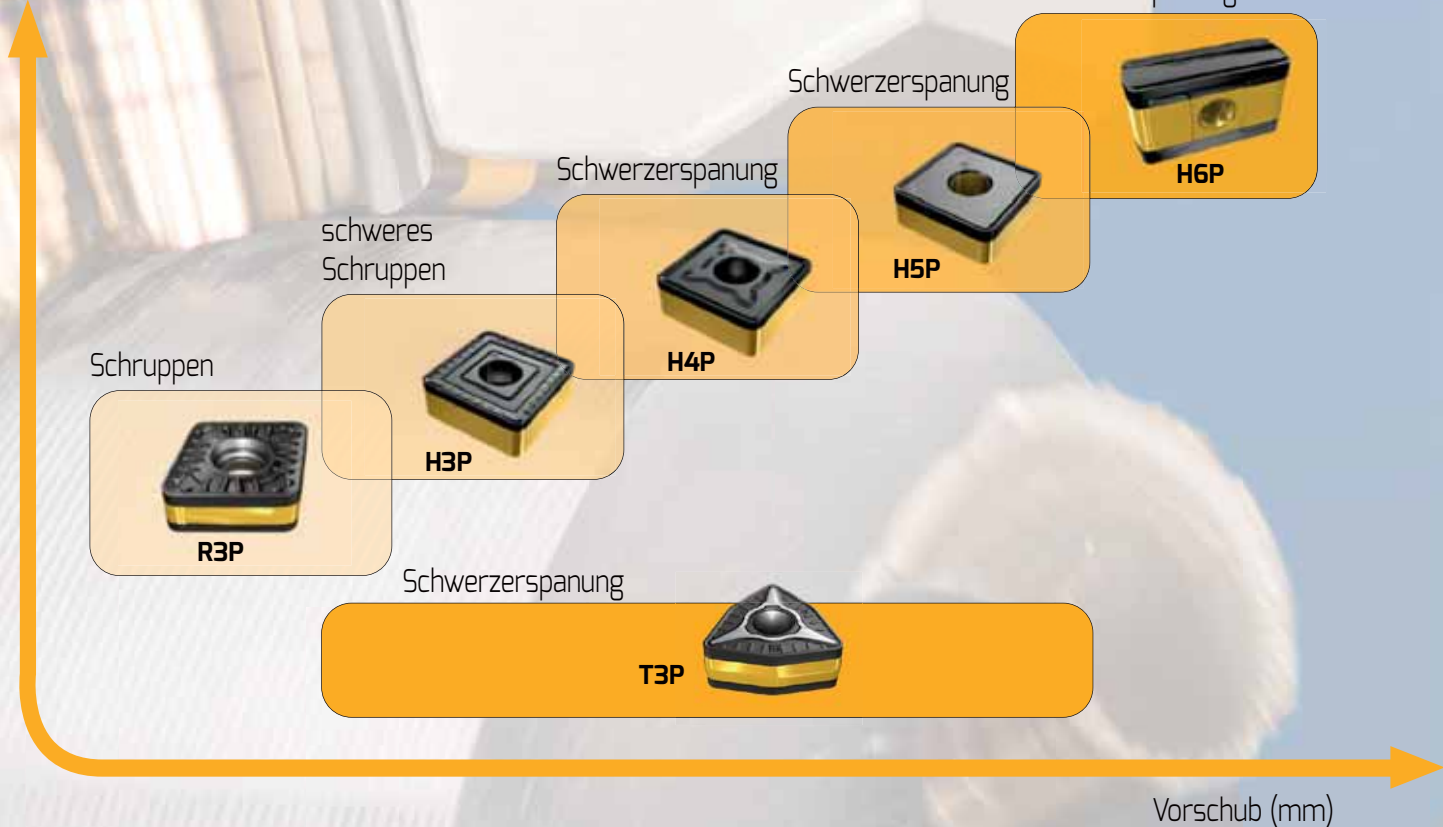 Schwerzerspanung
H6P
Schwerzerspanung
H5P
schweres
Schruppen
H4P
Schruppen
H3P
R3P
Schwerzerspanung
T3P
Vorschub (mm)